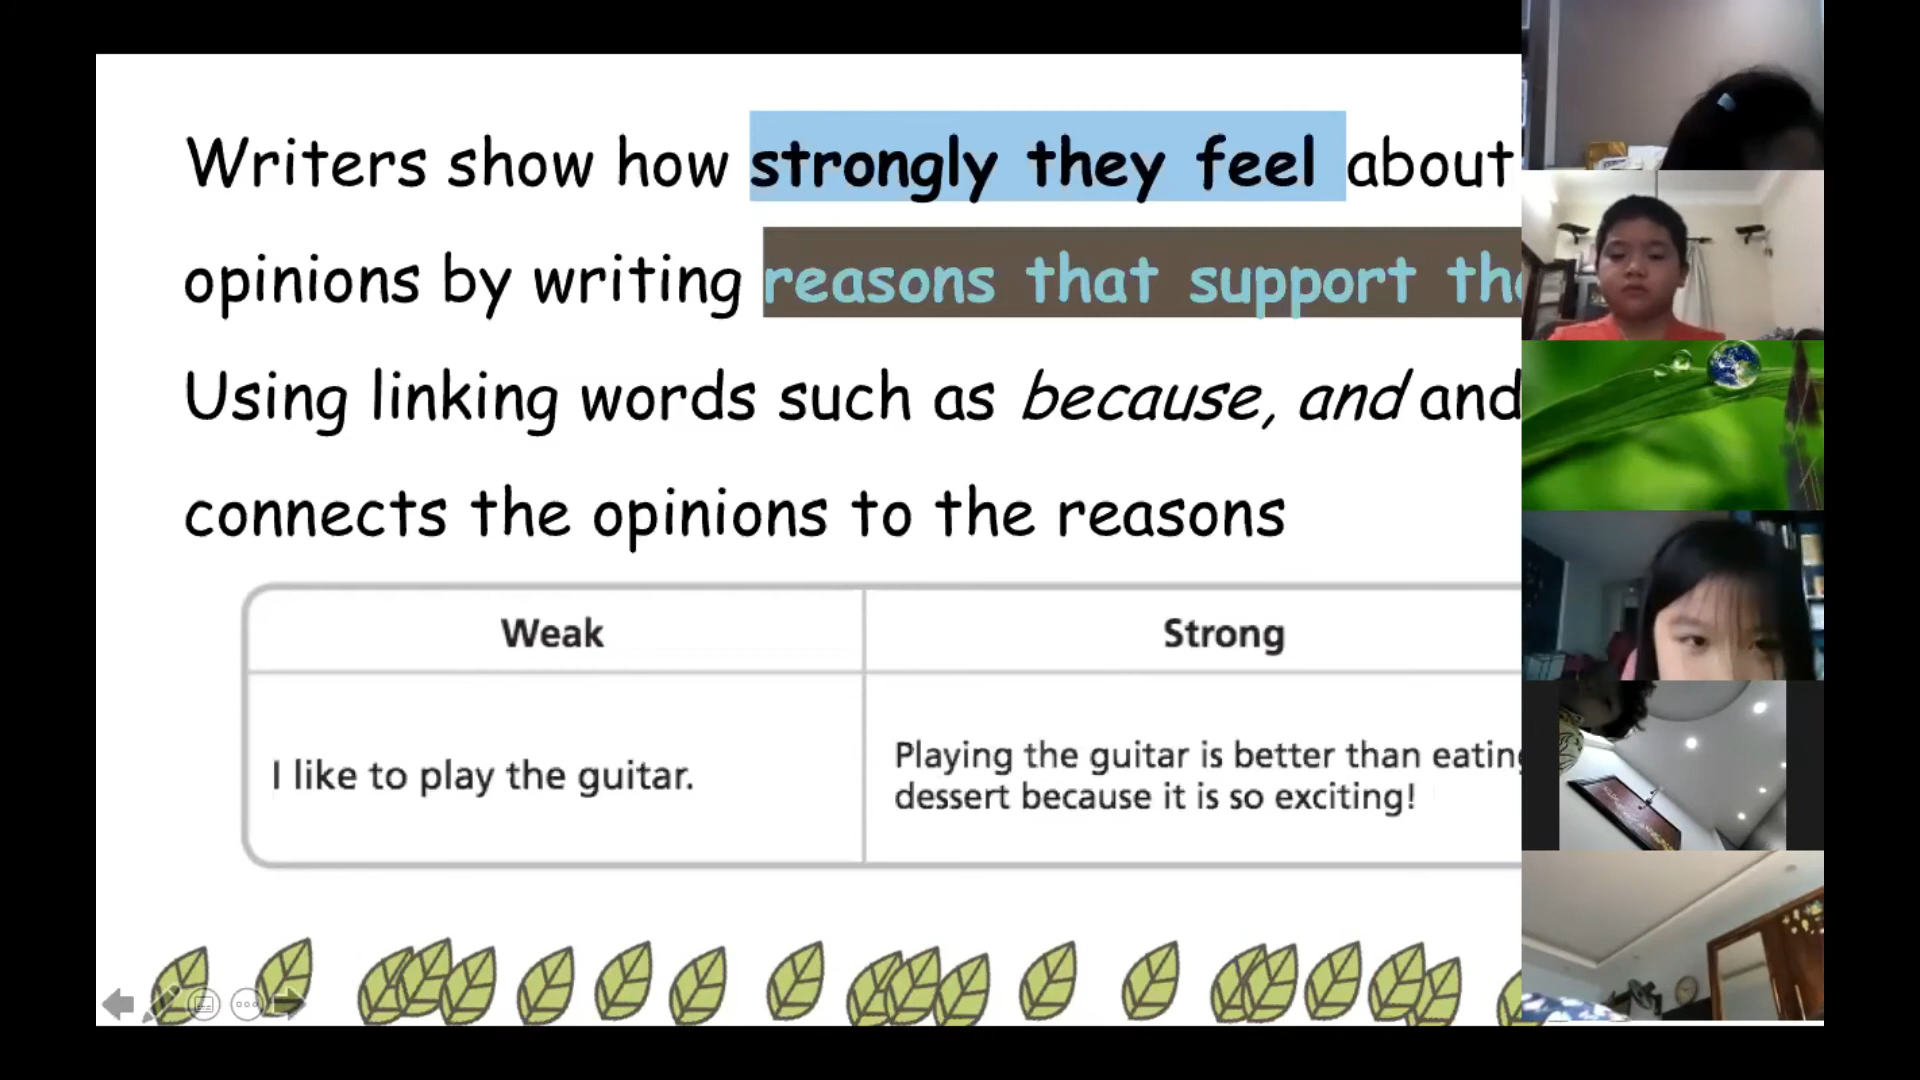 Writers show how strongly they feel about
opinions by writing reasons that support
Using linking words such as because, and and
connects the opinions to the reasons
Weak
Strong
I like to play the guitar.
Playing the guitar is better than eating
dessert because it is so exciting!